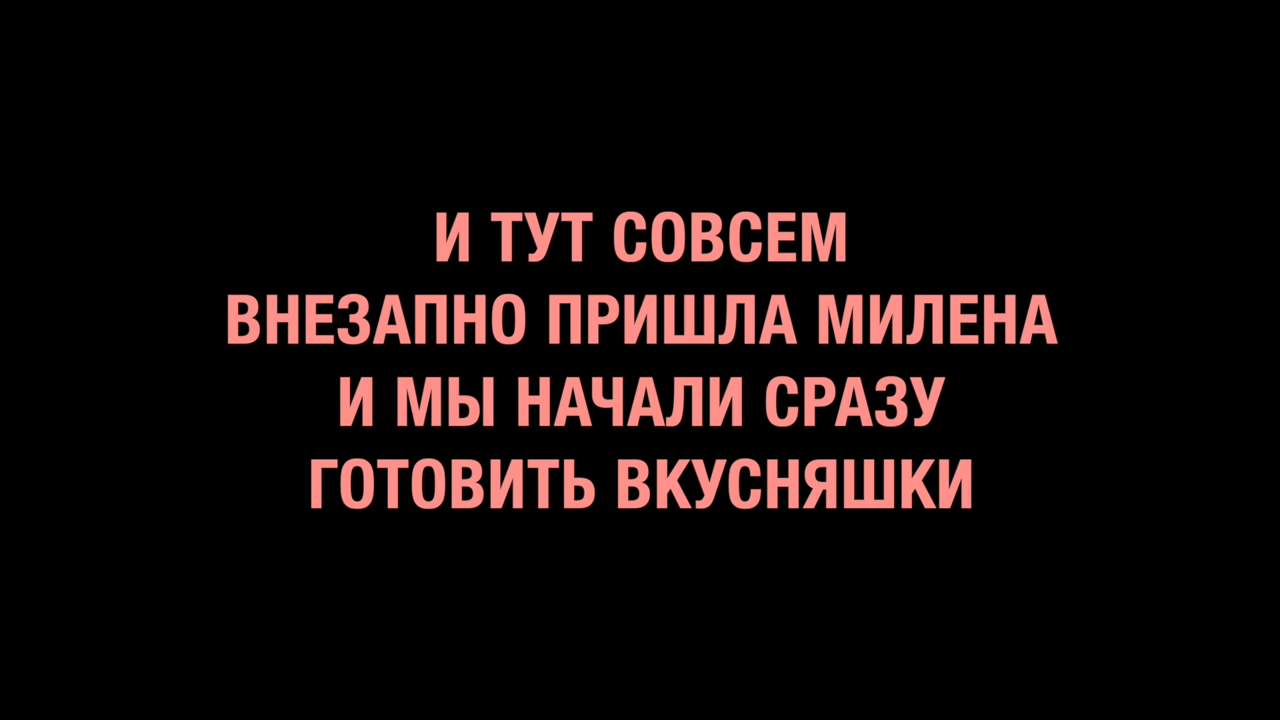 И ТУТ СОВСЕМ
ВНЕЗАПНО ПРИШЛА МИЛЕНА
И МЫ НАЧАЛИ СРАЗУ
ГОТОВИТЬ ВКУСНЯШКИ